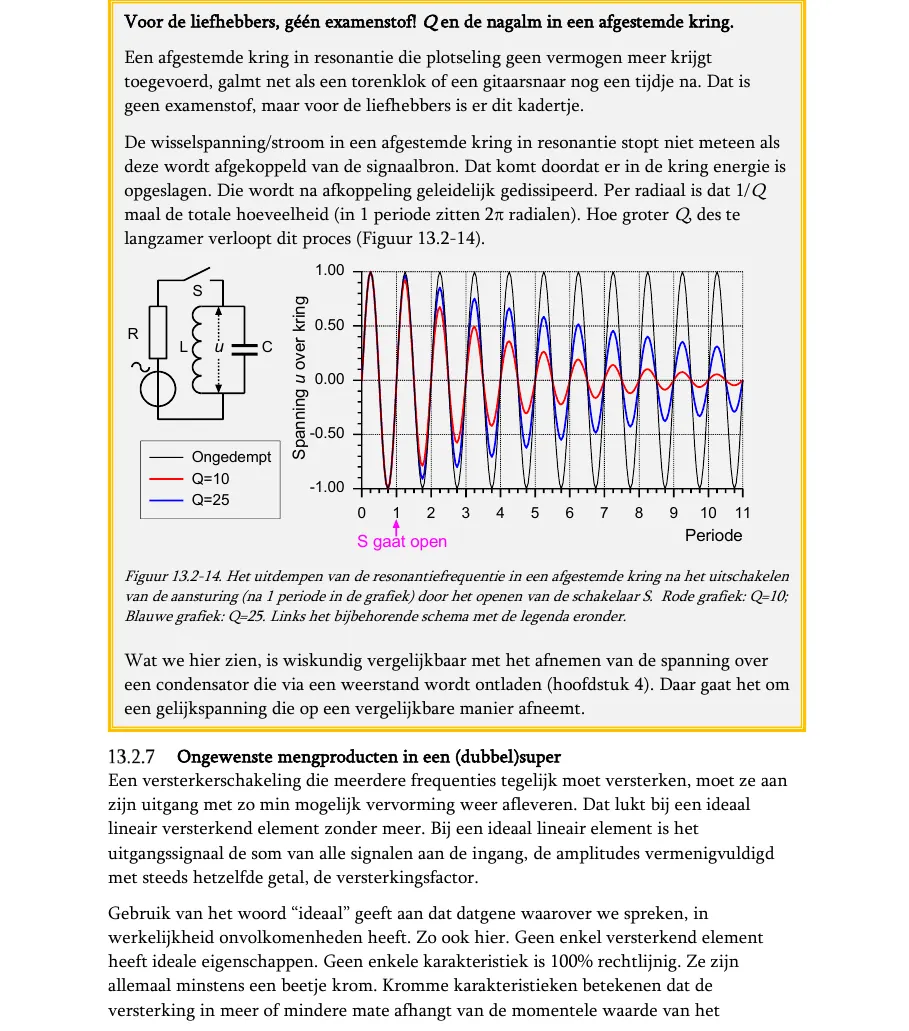 Voor de liefhebbers, géén examenstof! Q en de nagalm in een afgestemde kring.
Een afgestemde kring in resonantie die plotseling geen vermogen meer krijgt
toegevoerd, galmt net als een torenklok of een gitaarsnaar nog een tijdje na. Dat is
geen examenstof, maar voor de liefhebbers is er dit kadertje.
De wisselspanning/stroom in een afgestemde kring in resonantie stopt niet meteen als
deze wordt afgekoppeld van de signaalbron. Dat komt doordat er in de kring energie is
opgeslagen. Die wordt na afkoppeling geleidelijk gedissipeerd. Per radiaal is dat 1/Q
maal de totale hoeveelheid (in 1 periode zitten 2π radialen). Hoe groter Q, des te
langzamer verloopt dit proces (Figuur 13.2-14).
S
R
L
u
C
Ongedempt
Q=10
Q=25
Spanning u over kring
1.00
0.50
0.00
-0.50
-1.00
0 1 2 3 4 5 6 7 8 9 10 11
S gaat open
Periode
Figuur 13.2-14. Het uitdempen van de resonantiefrequentie in een afgestemde kring na het uitschakelen
van de aansturing (na 1 periode in de grafiek) door het openen van de schakelaar S. Rode grafiek: Q=10;
Blauwe grafiek: Q=25. Links het bijbehorende schema met de legenda eronder.
Wat we hier zien, is wiskundig vergelijkbaar met het afnemen van de spanning over
een condensator die via een weerstand wordt ontladen (hoofdstuk 4). Daar gaat het om
een gelijkspanning die op een vergelijkbare manier afneemt.
13.2.7 Ongewenste mengproducten in een (dubbel)super
Een versterkerschakeling die meerdere frequenties tegelijk moet versterken, moet ze aan
zijn uitgang met zo min mogelijk vervorming weer afleveren. Dat lukt bij een ideaal
lineair versterkend element zonder meer. Bij een ideaal lineair element is het
uitgangssignaal de som van alle signalen aan de ingang, de amplitudes vermenigvuldigd
met steeds hetzelfde getal, de versterkingsfactor.
Gebruik van het woord “ideaal” geeft aan dat datgene waarover we spreken, in
werkelijkheid onvolkomenheden heeft. Zo ook hier. Geen enkel versterkend element
heeft ideale eigenschappen. Geen enkele karakteristiek is 100% rechtlijnig. Ze zijn
allemaal minstens een beetje krom. Kromme karakteristieken betekenen dat de
versterking in meer of mindere mate afhangt van de momentele waarde van het